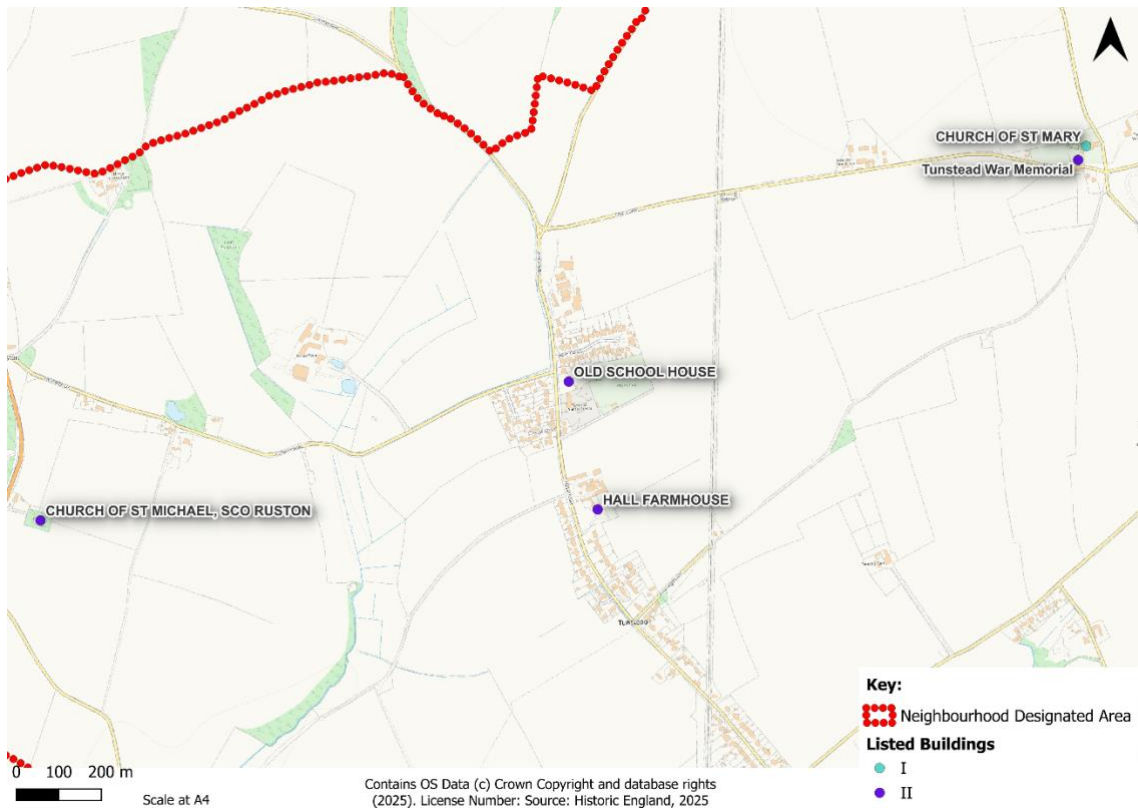 CHURCH OF ST MARY
Tunstead War Memorial
OLD SCHOOL HOUSE
HALL FARMHOUSE
CHURCH OF ST MICHAEL, SCO RUSTON
Key:
Neighbourhood Designated Area
Listed Buildings
I
II
0 100 200 m
Scale at A4
Contains OS Data (c) Crown Copyright and database rights
(2025). License Number: Source: Historic England, 2025